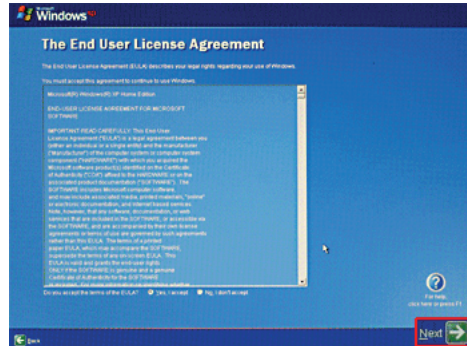 Microsoft
Windows xp
The End User License Agreement
The End User License Agreement (EULA) describes your legal rights regarding your use of Windows.
You must accept this agreement to continue to use Windows.
Microsoft(R) Windows(R) XP Home Edition
END-USER LICENSE AGREEMENT FOR MICROSOFT
SOFTWARE
IMPORTANT-READ CAREFULLY: This End-User
License Agreement ("EULA") is a legal agreement between you
(either an individual or a single entity) and the manufacturer
("Manufacturer") of the computer system or computer system
component ("HARDWARE") with which you acquired the
Microsoft software product(s) identified on the Certificate
of Authenticity ("COA") affixed to the HARDWARE or on the
associated product documentation ("SOFTWARE"). The
SOFTWARE includes Microsoft computer software,
and may include associated media, printed materials, "online"
or electronic documentation, and Internet based services.
Note, however, that any software, documentation, or web
services that are included in the SOFTWARE, or accessible via
the SOFTWARE, and are accompanied by their own license
agreements or terms of use are governed by such agreements
rather than this EULA. The terms of a printed
paper EULA, which may accompany the SOFTWARE,
supersede the terms of any on-screen EULA. This
EULA is valid and grants the end-user rights
ONLY if the SOFTWARE is genuine and a genuine
Certificate of Authenticity for the SOFTWARE
is included. For more information on identifying whether
Do you accept the terms of the EULA? Yes, I accept No, I don't accept
For help,
click here or press F1
Back
Next